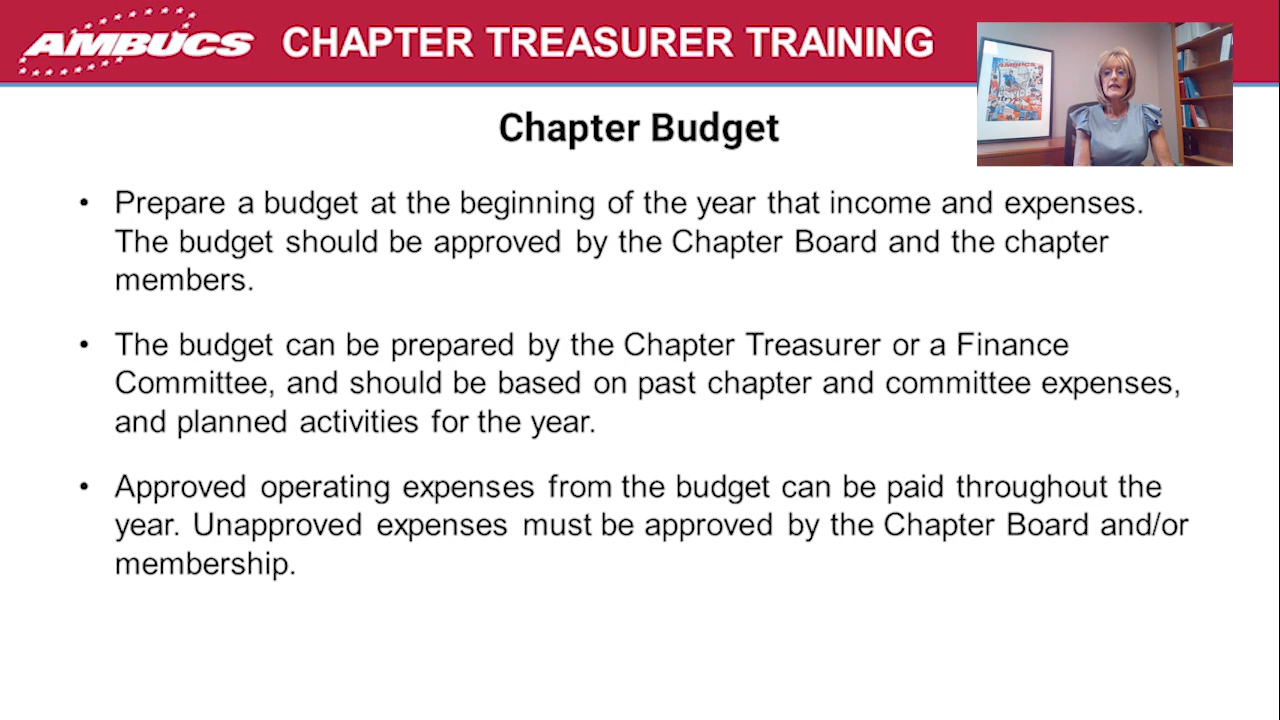 AMBUCS CHAPTER TREASURER TRAINING
AMBUCS
Chapter Budget
• Prepare a budget at the beginning of the year that income and expenses.
The budget should be approved by the Chapter Board and the chapter
members.
• The budget can be prepared by the Chapter Treasurer or a Finance
Committee, and should be based on past chapter and committee expenses,
and planned activities for the year.
• Approved operating expenses from the budget can be paid throughout the
year. Unapproved expenses must be approved by the Chapter Board and/or
membership.